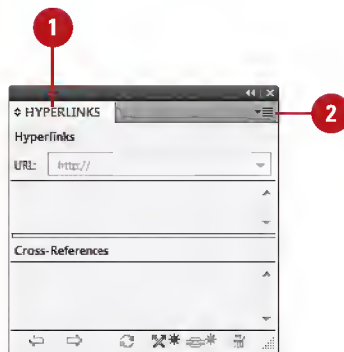 1
HYPERLINKS
2
Hyperlinks
URL: http://
Cross-References